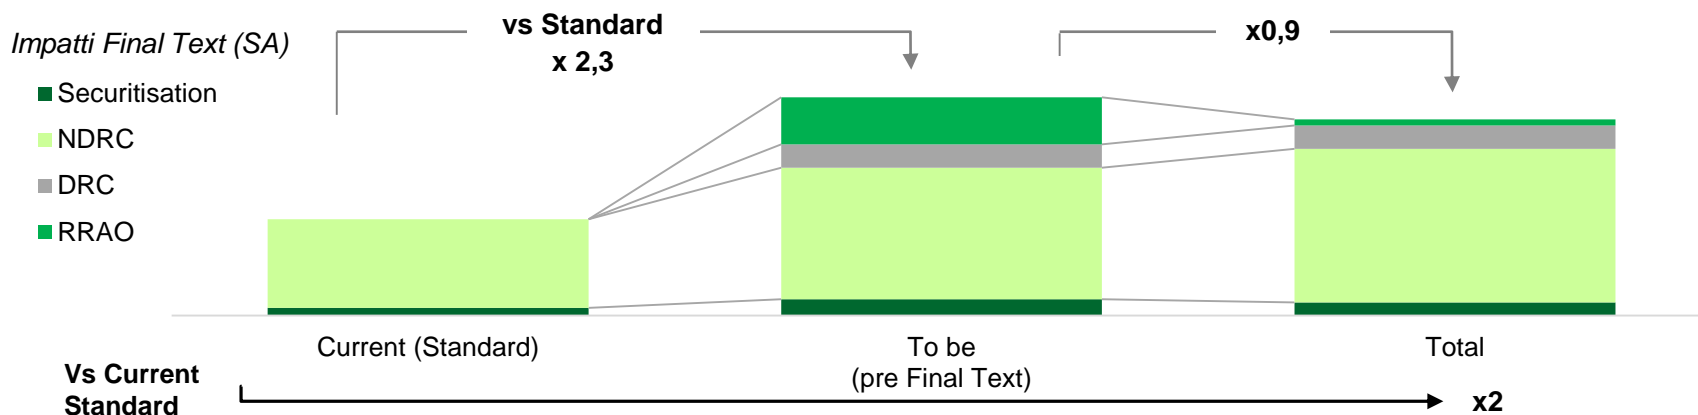 Impatti Final Text (SA)
Securitisation
NDRC
DRC
RRAO
vs Standard
x 2,3
x0,9
Current (Standard)
To be
(pre Final Text)
Total
Vs Current
Standard
x2